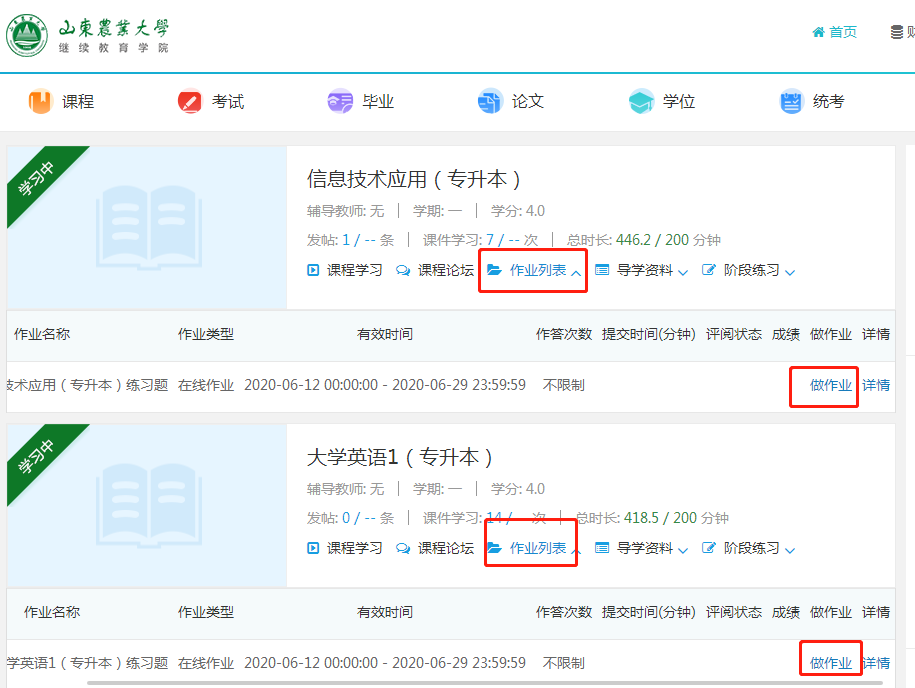 山東農業大學
继续教育学院
首页
课程 考试 毕业 论文 学位 统考
学习中
信息技术应用（专升本）
辅导教师: 无 | 学期: 一 | 学分: 4.0
发帖: 1 / -- 条 | 课件学习: 7 / -- 次 | 总时长: 446.2 / 200 分钟
课程学习 课程论坛 作业列表 导学资料 阶段练习
作业名称 作业类型 有效时间 作答次数 提交时间(分钟) 评阅状态 成绩 做作业 详情
技术应用（专升本）练习题 在线作业 2020-06-12 00:00:00 - 2020-06-29 23:59:59 不限制 做作业 详情
学习中
大学英语1（专升本）
辅导教师: 无 | 学期: 一 | 学分: 4.0
发帖: 0 / -- 条 | 课件学习: 14 / 次 | 总时长: 418.5 / 200 分钟
课程学习 课程论坛 作业列表 导学资料 阶段练习
作业名称 作业类型 有效时间 作答次数 提交时间(分钟) 评阅状态 成绩 做作业 详情
学英语1（专升本）练习题 在线作业 2020-06-12 00:00:00 - 2020-06-29 23:59:59 不限制 做作业 详情